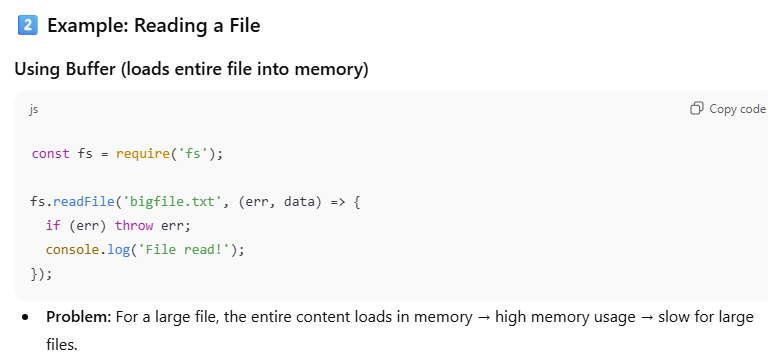 2 Example: Reading a File
Using Buffer (loads entire file into memory)
js
Copy code
const fs = require('fs');
fs.readFile('bigfile.txt', (err, data) => {
  if (err) throw err;
  console.log('File read!');
});
• Problem: For a large file, the entire content loads in memory → high memory usage → slow for large
files.